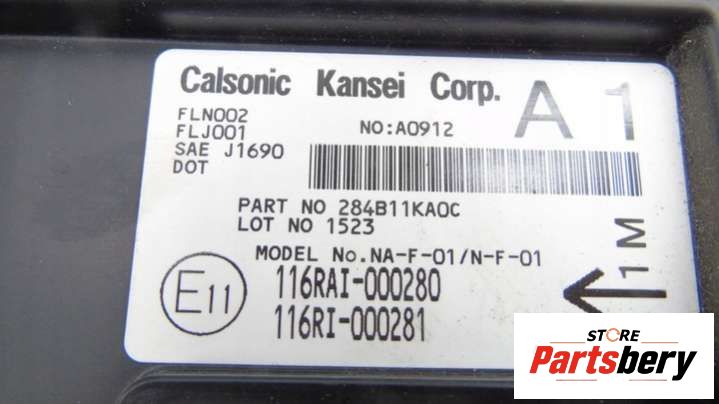 Calsonic Kansei Corp.
A 1
FLN002
FLJ001
SAE J1690
DOT
NO:A0912
PART NO 284B11KA0C
LOT NO 1523
MODEL No.NA-F-01/N-F-01
E11
116RAI-000280
116RI-000281
1M
STORE
Partsbery